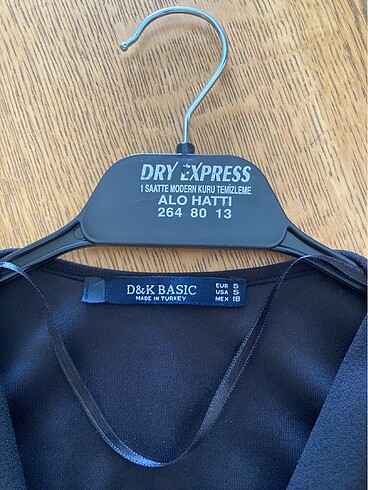 DRY EXPRESS
1 SAATTE MODERN KURU TEMİZLEME
ALO HATTI
264 80 13
D&K BASIC
MADE IN TURKEY
EUR S
USA S
MEX 18